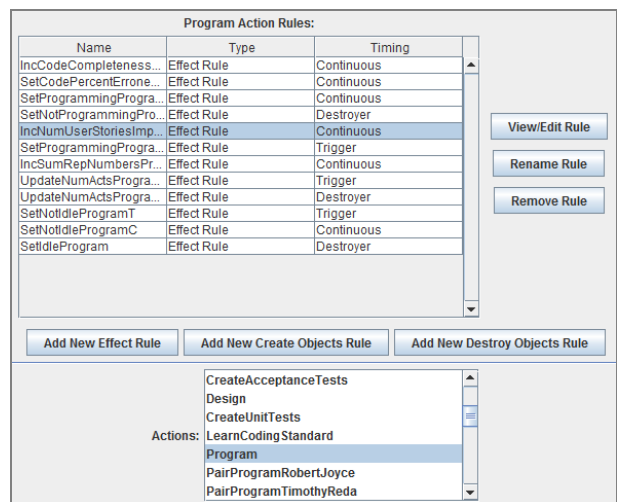 Program Action Rules:
Name Type Timing
IncCodeCompleteness... Effect Rule Continuous
SetCodePercentErrone... Effect Rule Continuous
SetProgrammingProgra... Effect Rule Continuous
SetNotProgrammingPro... Effect Rule Destroyer
IncNumUserStoriesImp... Effect Rule Continuous
SetProgrammingProgra... Effect Rule Trigger
IncSumRepNumbersPr... Effect Rule Continuous
UpdateNumActsProgra... Effect Rule Trigger
UpdateNumActsProgra... Effect Rule Destroyer
SetNotIdleProgramT Effect Rule Trigger
SetNotIdleProgramC Effect Rule Continuous
SetIdleProgram Effect Rule Destroyer
View/Edit Rule
Rename Rule
Remove Rule
Add New Effect Rule Add New Create Objects Rule Add New Destroy Objects Rule
Actions:
CreateAcceptanceTests
Design
CreateUnitTests
LearnCodingStandard
Program
PairProgramRobertJoyce
PairProgramTimothyReda